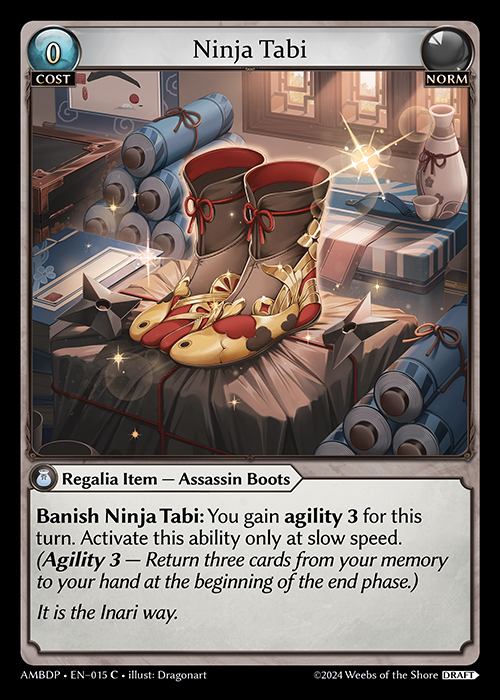 0
Ninja Tabi
COST
NORM
Regalia Item — Assassin Boots
Banish Ninja Tabi: You gain agility 3 for this
turn. Activate this ability only at slow speed.
(Agility 3 — Return three cards from your memory
to your hand at the beginning of the end phase.)
It is the Inari way.
AMBDP • EN-015 C • illust: Dragonart
©2024 Weebs of the Shore DRAFT